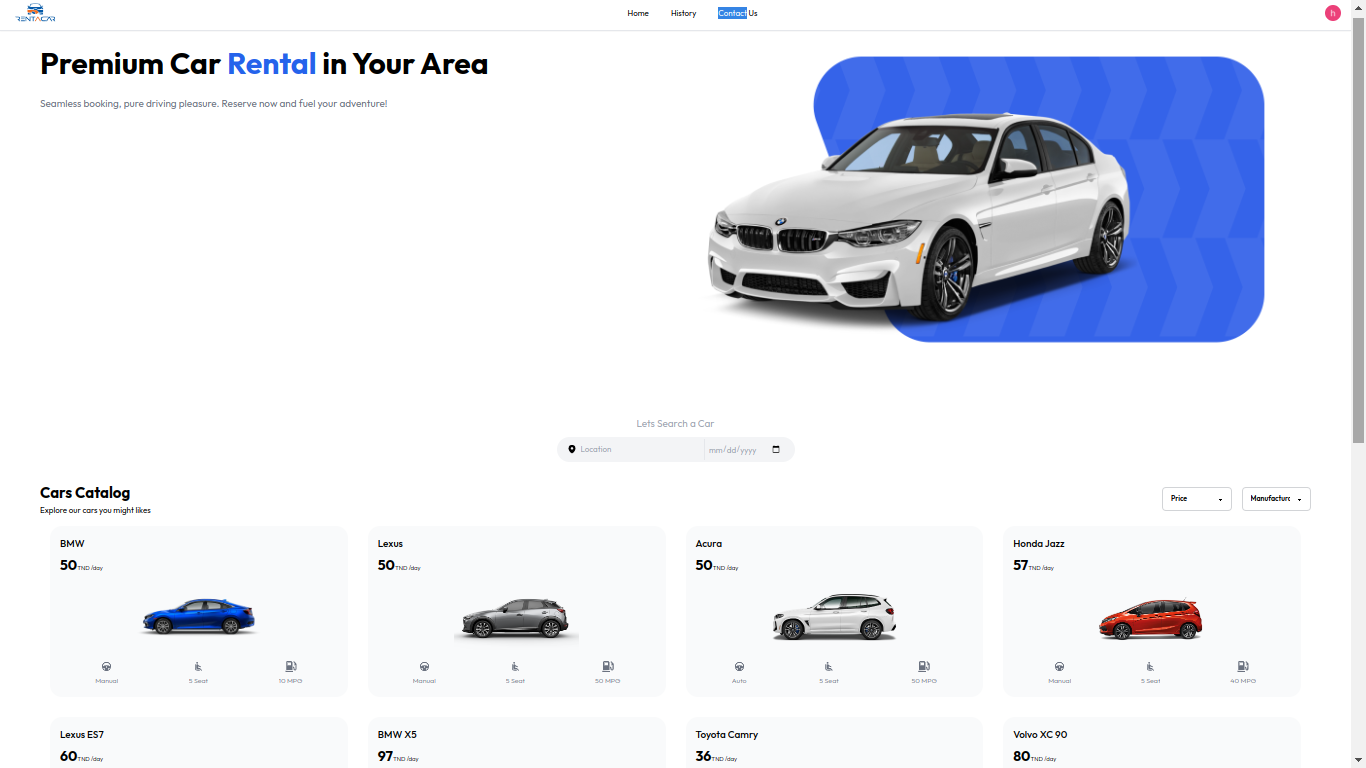 RENTACAR
Home History Contact Us
h
Premium Car Rental in Your Area
Seamless booking, pure driving pleasure. Reserve now and fuel your adventure!
Lets Search a Car
Location mm/dd/yyyy
Cars Catalog
Explore our cars you might likes
Price Manufactura
BMW Lexus Acura Honda Jazz
50 TND /day 50 TND /day 50 TND /day 57 TND /day
Manual 5 Seat 10 MPG Manual 5 Seat 50 MPG Auto 5 Seat 50 MPG Manual 5 Seat 40 MPG
Lexus ES7 BMW X5 Toyota Camry Volvo XC 90
60 TND /day 97 TND /day 36 TND /day 80 TND /day